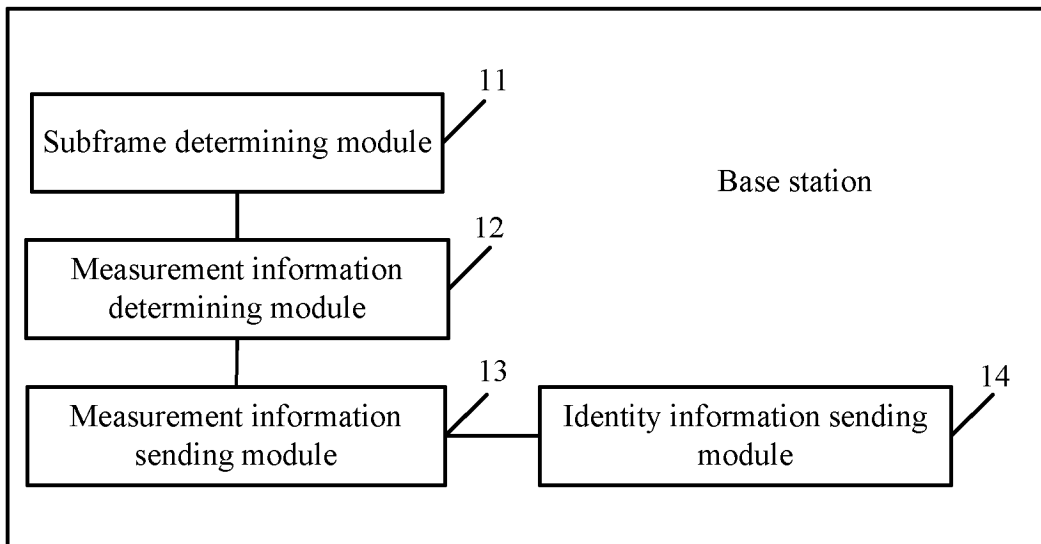 11
Subframe determining module
Base station
12
Measurement information
determining module
13
Measurement information
sending module
14
Identity information sending
module